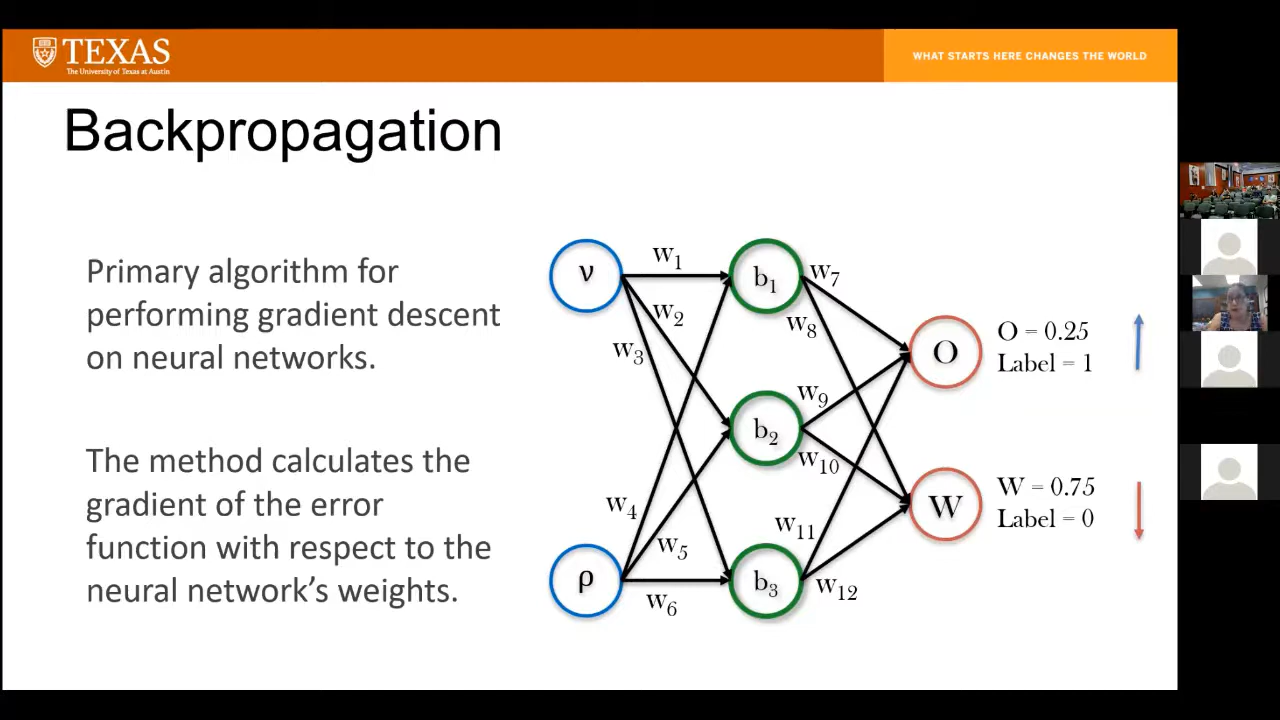 TEXAS
The University of Texas at Austin
WHAT STARTS HERE CHANGES THE WORLD
Backpropagation
Primary algorithm for
performing gradient descent
on neural networks.
The method calculates the
gradient of the error
function with respect to the
neural network's weights.
ν
ρ
w₁
w₂
w₃
w₄
w₅
w₆
b₁
b₂
b₃
w₇
w₈
w₉
w₁₀
w₁₁
w₁₂
O
O = 0.25
Label = 1
W
W = 0.75
Label = 0